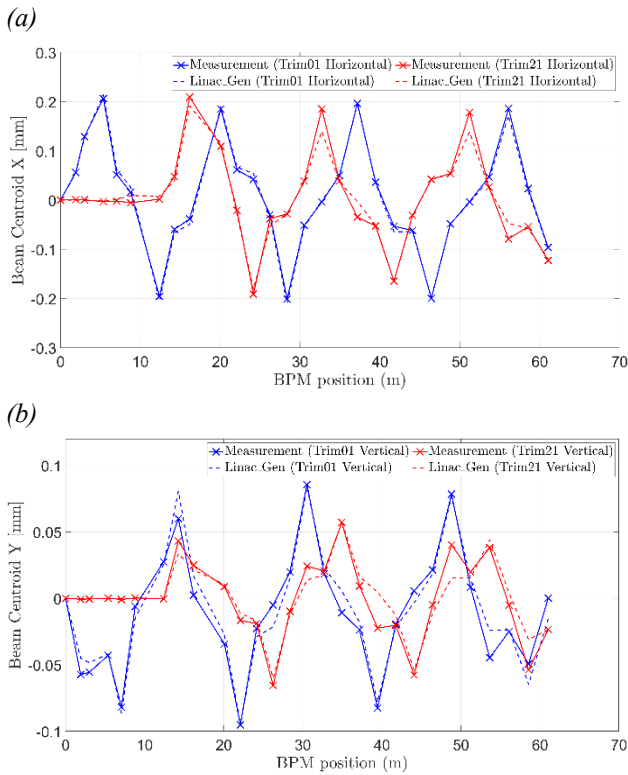 (a)
0.3
Measurement (Trim01 Horizontal) Measurement (Trim21 Horizontal)
Linac_Gen (Trim01 Horizontal) Linac_Gen (Trim21 Horizontal)
0.2
0.1
0
-0.1
-0.2
-0.3
Beam Centroid X [mm]
0 10 20 30 40 50 60 70
BPM position (m)
(b)
Measurement (Trim01 Vertical) Measurement (Trim21 Vertical)
Linac_Gen (Trim01 Vertical) Linac_Gen (Trim21 Vertical)
0.1
0.05
0
-0.05
-0.1
Beam Centroid Y [mm]
0 10 20 30 40 50 60 70
BPM position (m)